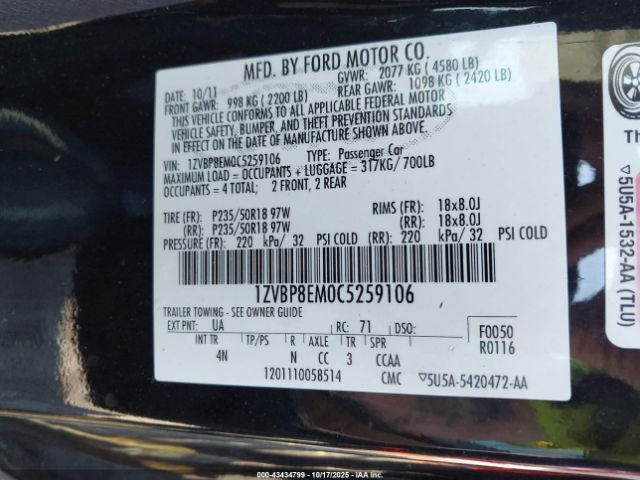 MFD. BY FORD MOTOR CO.
DATE: 10/11 GVWR: 2077 KG ( 4580 LB)
FRONT GAWR: 998 KG ( 2200 LB) REAR GAWR: 1098 KG ( 2420 LB)
THIS VEHICLE CONFORMS TO ALL APPLICABLE FEDERAL MOTOR
VEHICLE SAFETY, BUMPER, AND THEFT PREVENTION STANDARDS
IN EFFECT ON THE DATE OF MANUFACTURE SHOWN ABOVE.
VIN: 1ZVBP8EM0C5259106 TYPE: Passenger Car
MAXIMUM LOAD = OCCUPANTS + LUGGAGE = 317KG/ 700LB
OCCUPANTS = 4 TOTAL; 2 FRONT, 2 REAR
TIRE (F): P235/50R18 97W RIMS (FR): 18x8.0J
(R): P235/50R18 97W (RR): 18x8.0J
PRESSURE (FR): 220 kPa/ 32 PSI COLD (RR): 220 kPa/ 32 PSI COLD
1ZVBP8EM0C5259106
TRAILER TOWING - SEE OWNER GUIDE
EXT PNT: UA RC: 71 DSO: F0050
INT TR TP/PS R AXLE TR SPR R0116
4N N CC 3 CCAA
1201110058514 CMC ▽5U5A-5420472-AA
Th
▽5U5A-1532-AA (TLU)
000-43434799 | 10/17/2025 | Copart IAA Inc